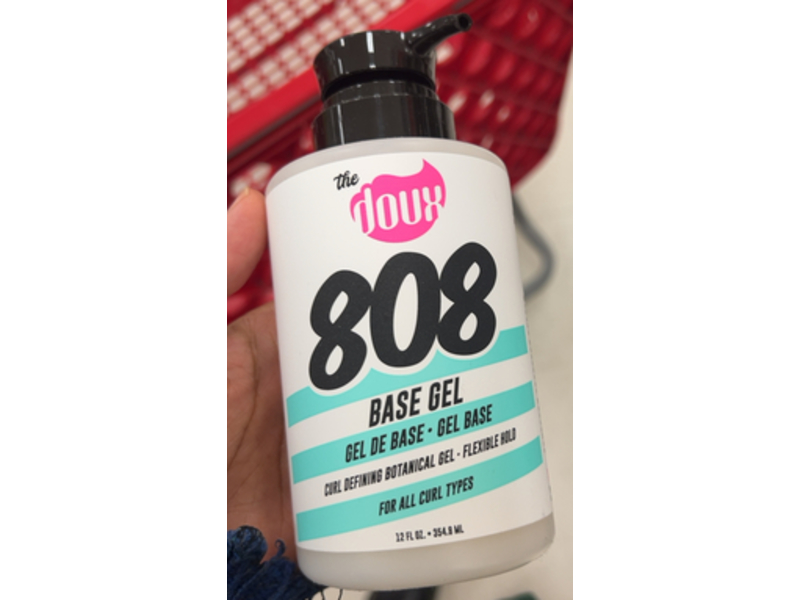 the
doux
808
BASE GEL
GEL DE BASE • GEL BASE
CURL DEFINING BOTANICAL GEL • FLEXIBLE HOLD
FOR ALL CURL TYPES
12 FL OZ. • 354.9 ML